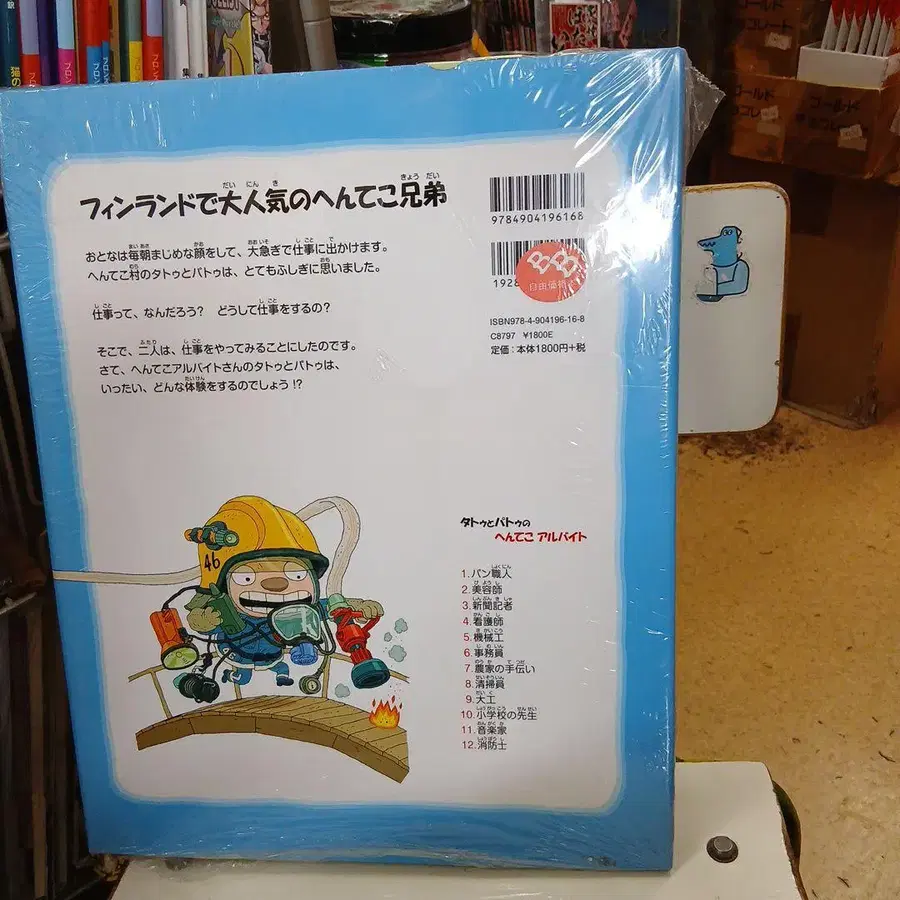 フィンランドで大人気のへんてこ兄弟
おとなは毎朝まじめな顔をして、大急ぎで仕事に出かけます。
へんてこ村のタトゥとパトゥは、とてもふしぎに思いました。
仕事って、なんだろう? どうして仕事をするの?
そこで、二人は、仕事をやってみることにしたのです。
さて、へんてこアルバイトさんのタトゥとパトゥは、
いったい、どんな体験をするのでしょう!?
9784904196168
BB
自由価格本
ISBN978-4-904196-16-8
C8797 ¥1800E
定価:本体1800円+税
46
タトゥとパトゥの
へんてこ アルバイト
1. パン職人
2. 美容師
3. 新聞記者
4. 看護師
5. 機械工
6. 事務員
7. 農家の手伝い
8. 清掃員
9. 大工
10. 小学校の先生
11. 音楽家
12. 消防士